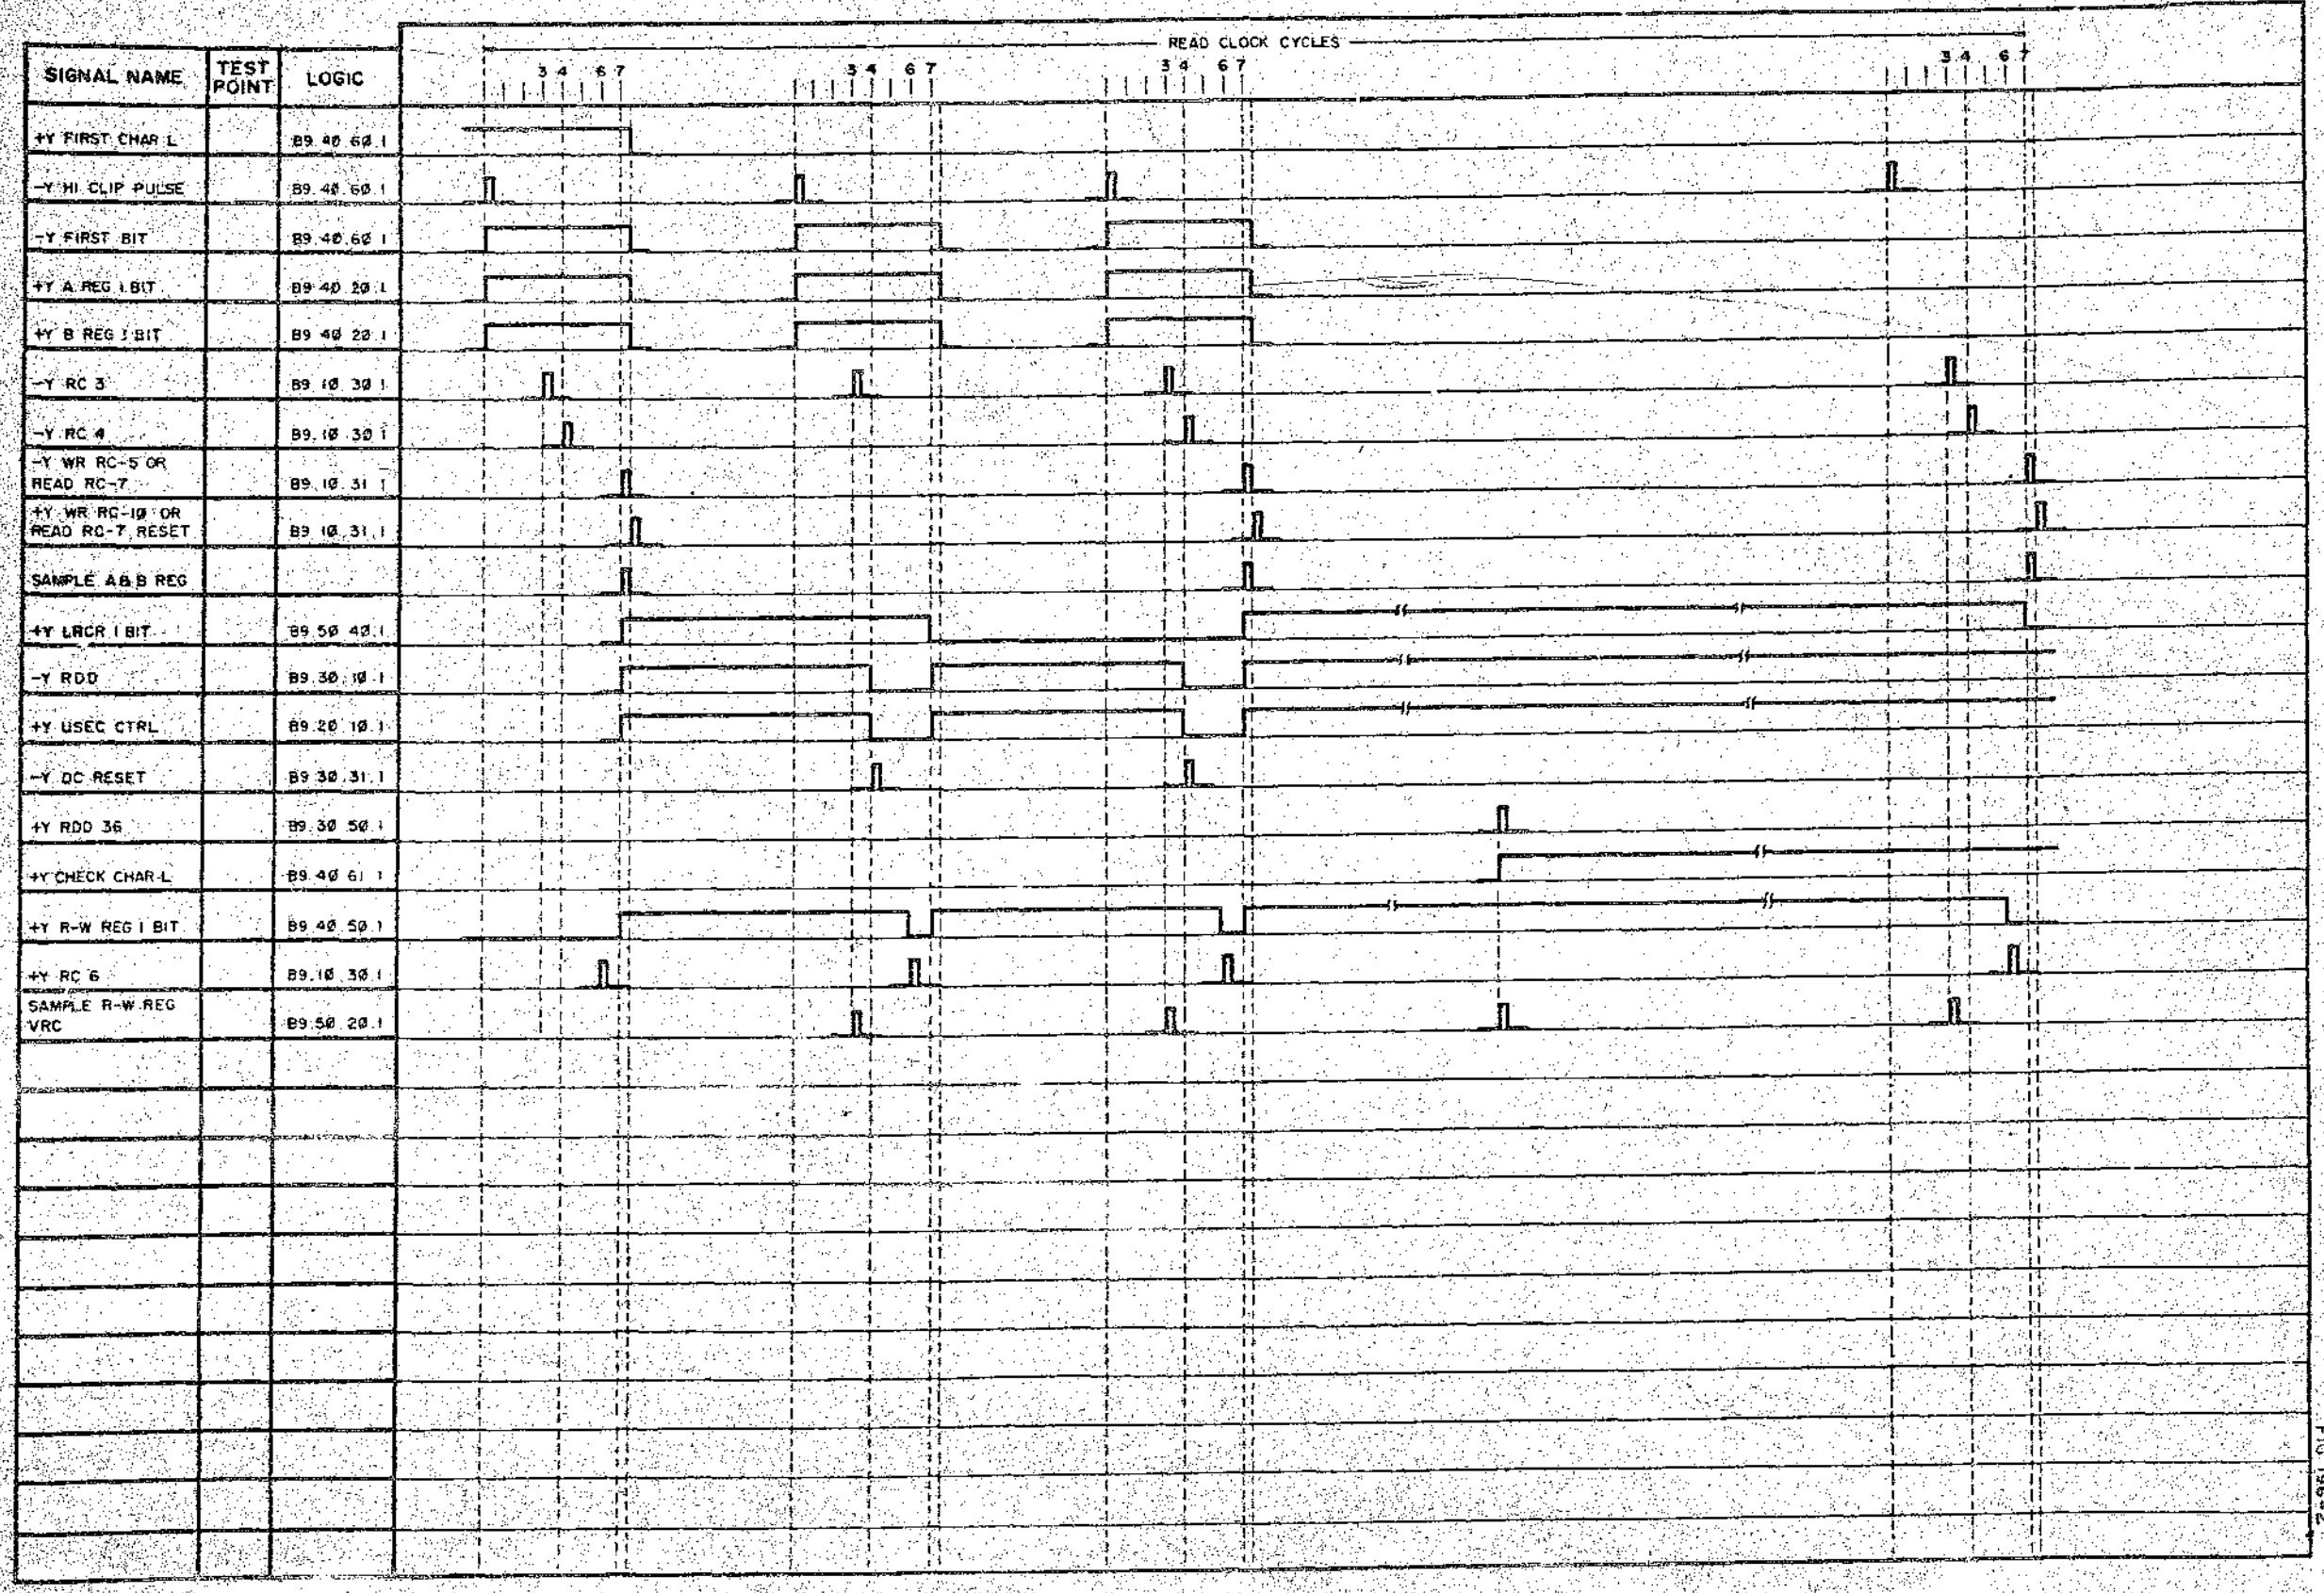 READ CLOCK CYCLES
SIGNAL NAME TEST POINT LOGIC 3 4 6 7 3 4 6 7 3 4 6 7 3 4 6 7
+Y FIRST CHAR L B9.40.60.1
-Y HI CLIP PULSE B9.40.60.1
-Y FIRST BIT B9.40.60.1
+Y A REG 1 BIT B9.40.20.1
+Y B REG 1 BIT B9.40.20.1
-Y RC 3 B9.10.30.1
-Y RC 4 B9.10.30.1
-Y WR RC-5 OR
READ RC-7 B9.10.31.1
+Y WR RC-10 OR
READ RC-7 RESET B9.10.31.1
SAMPLE A&B REG
+Y LRCR 1 BIT B9.50.40.1
-Y RDD B9.30.10.1
+Y USEC CTRL B9.20.10.1
-Y DC RESET B9.30.31.1
+Y RDD 36 B9.30.50.1
+Y CHECK CHAR-L B9.40.61.1
+Y R-W REG 1 BIT B9.40.50.1
+Y RC 6 B9.10.30.1
SAMPLE R-W REG
VRC B9.50.20.1